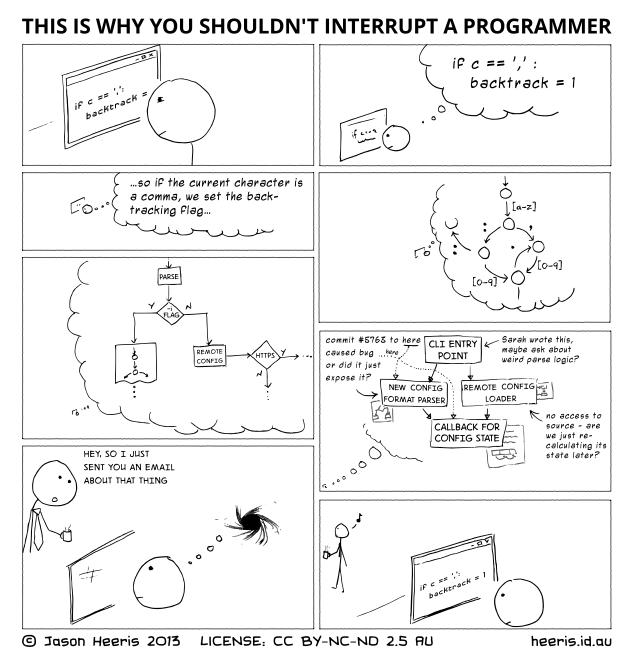 THIS IS WHY YOU SHOULDN'T INTERRUPT A PROGRAMMER
if c == ',':
backtrack =
if c == ',' :
backtrack = 1
...so if the current character is
a comma, we set the back-
tracking flag...
[a-z]
,
[0-9]
[0-9]
PARSE
Y
FLAG
N
REMOTE
CONFIG
HTTPS
Y
N
commit #5763 to here
caused bug
here
or did it just
expose it?
CLI ENTRY
POINT
Sarah wrote this,
maybe ask about
weird parse logic?
NEW CONFIG
FORMAT PARSER
REMOTE CONFIG
LOADER
CALLBACK FOR
CONFIG STATE
no access to
source - are
we just re-
calculating its
state later?
HEY, SO I JUST
SENT YOU AN EMAIL
ABOUT THAT THING
if c == ',':
backtrack = 1
© Jason Heeris 2013 LICENSE: CC BY-NC-ND 2.5 AU heeris.id.au